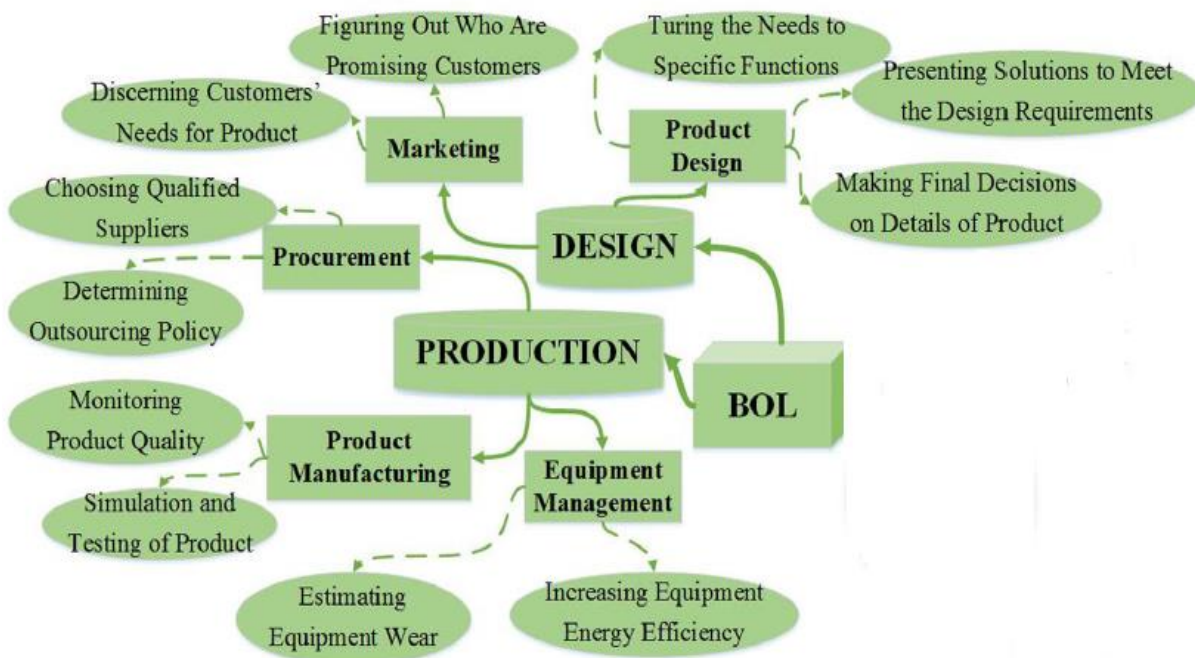 Figuring Out Who Are
Promising Customers
Turing the Needs to
Specific Functions
Presenting Solutions to Meet
the Design Requirements
Discerning Customers'
Needs for Product
Marketing
Product
Design
Making Final Decisions
on Details of Product
Choosing Qualified
Suppliers
Procurement
DESIGN
Determining
Outsourcing Policy
PRODUCTION
BOL
Monitoring
Product Quality
Product
Manufacturing
Equipment
Management
Simulation and
Testing of Product
Estimating
Equipment Wear
Increasing Equipment
Energy Efficiency